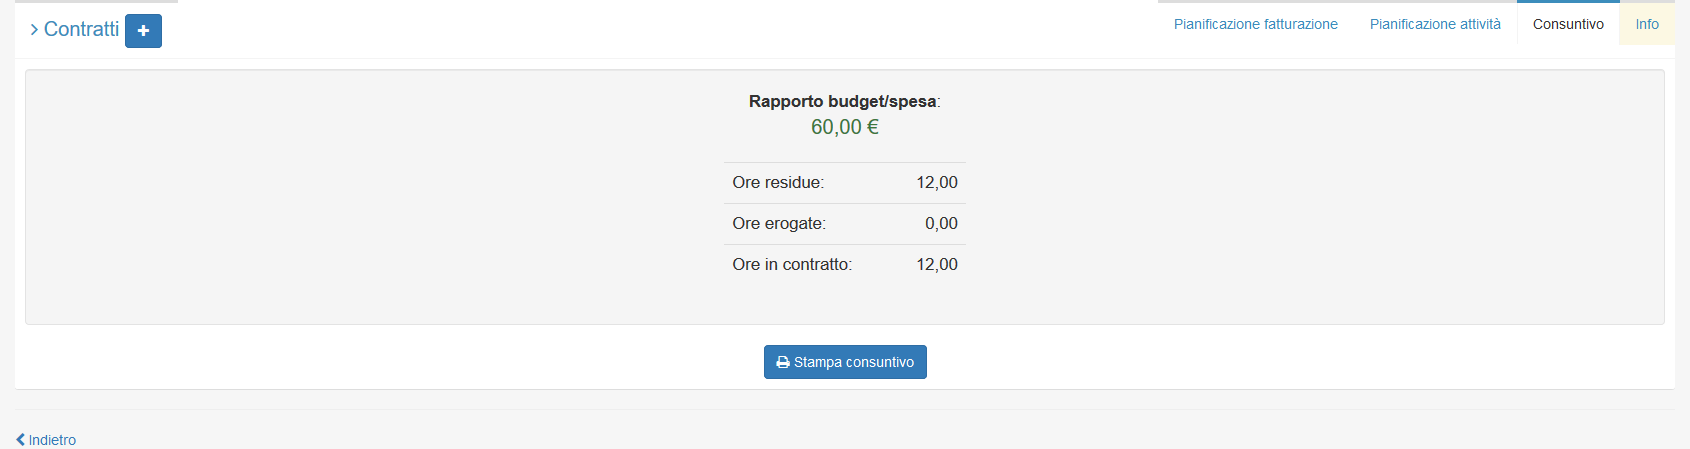 Contratti
Pianificazione fatturazione
Pianificazione attività
Consuntivo
Info
Rapporto budget/spesa:
60,00 €
Ore residue: 12,00
Ore erogate: 0,00
Ore in contratto: 12,00
Stampa consuntivo
Indietro